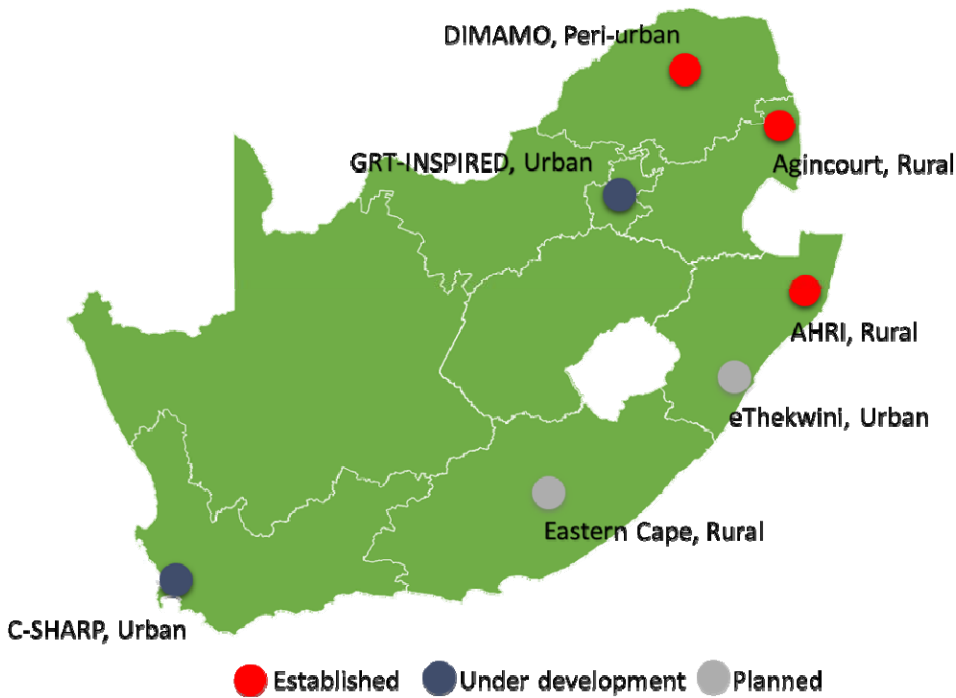 DIMAMO, Peri-urban
GRT-INSPIRED, Urban
Agincourt, Rural
AHRI, Rural
eThekwini, Urban
Eastern Cape, Rural
C-SHARP, Urban
Established
Under development
Planned